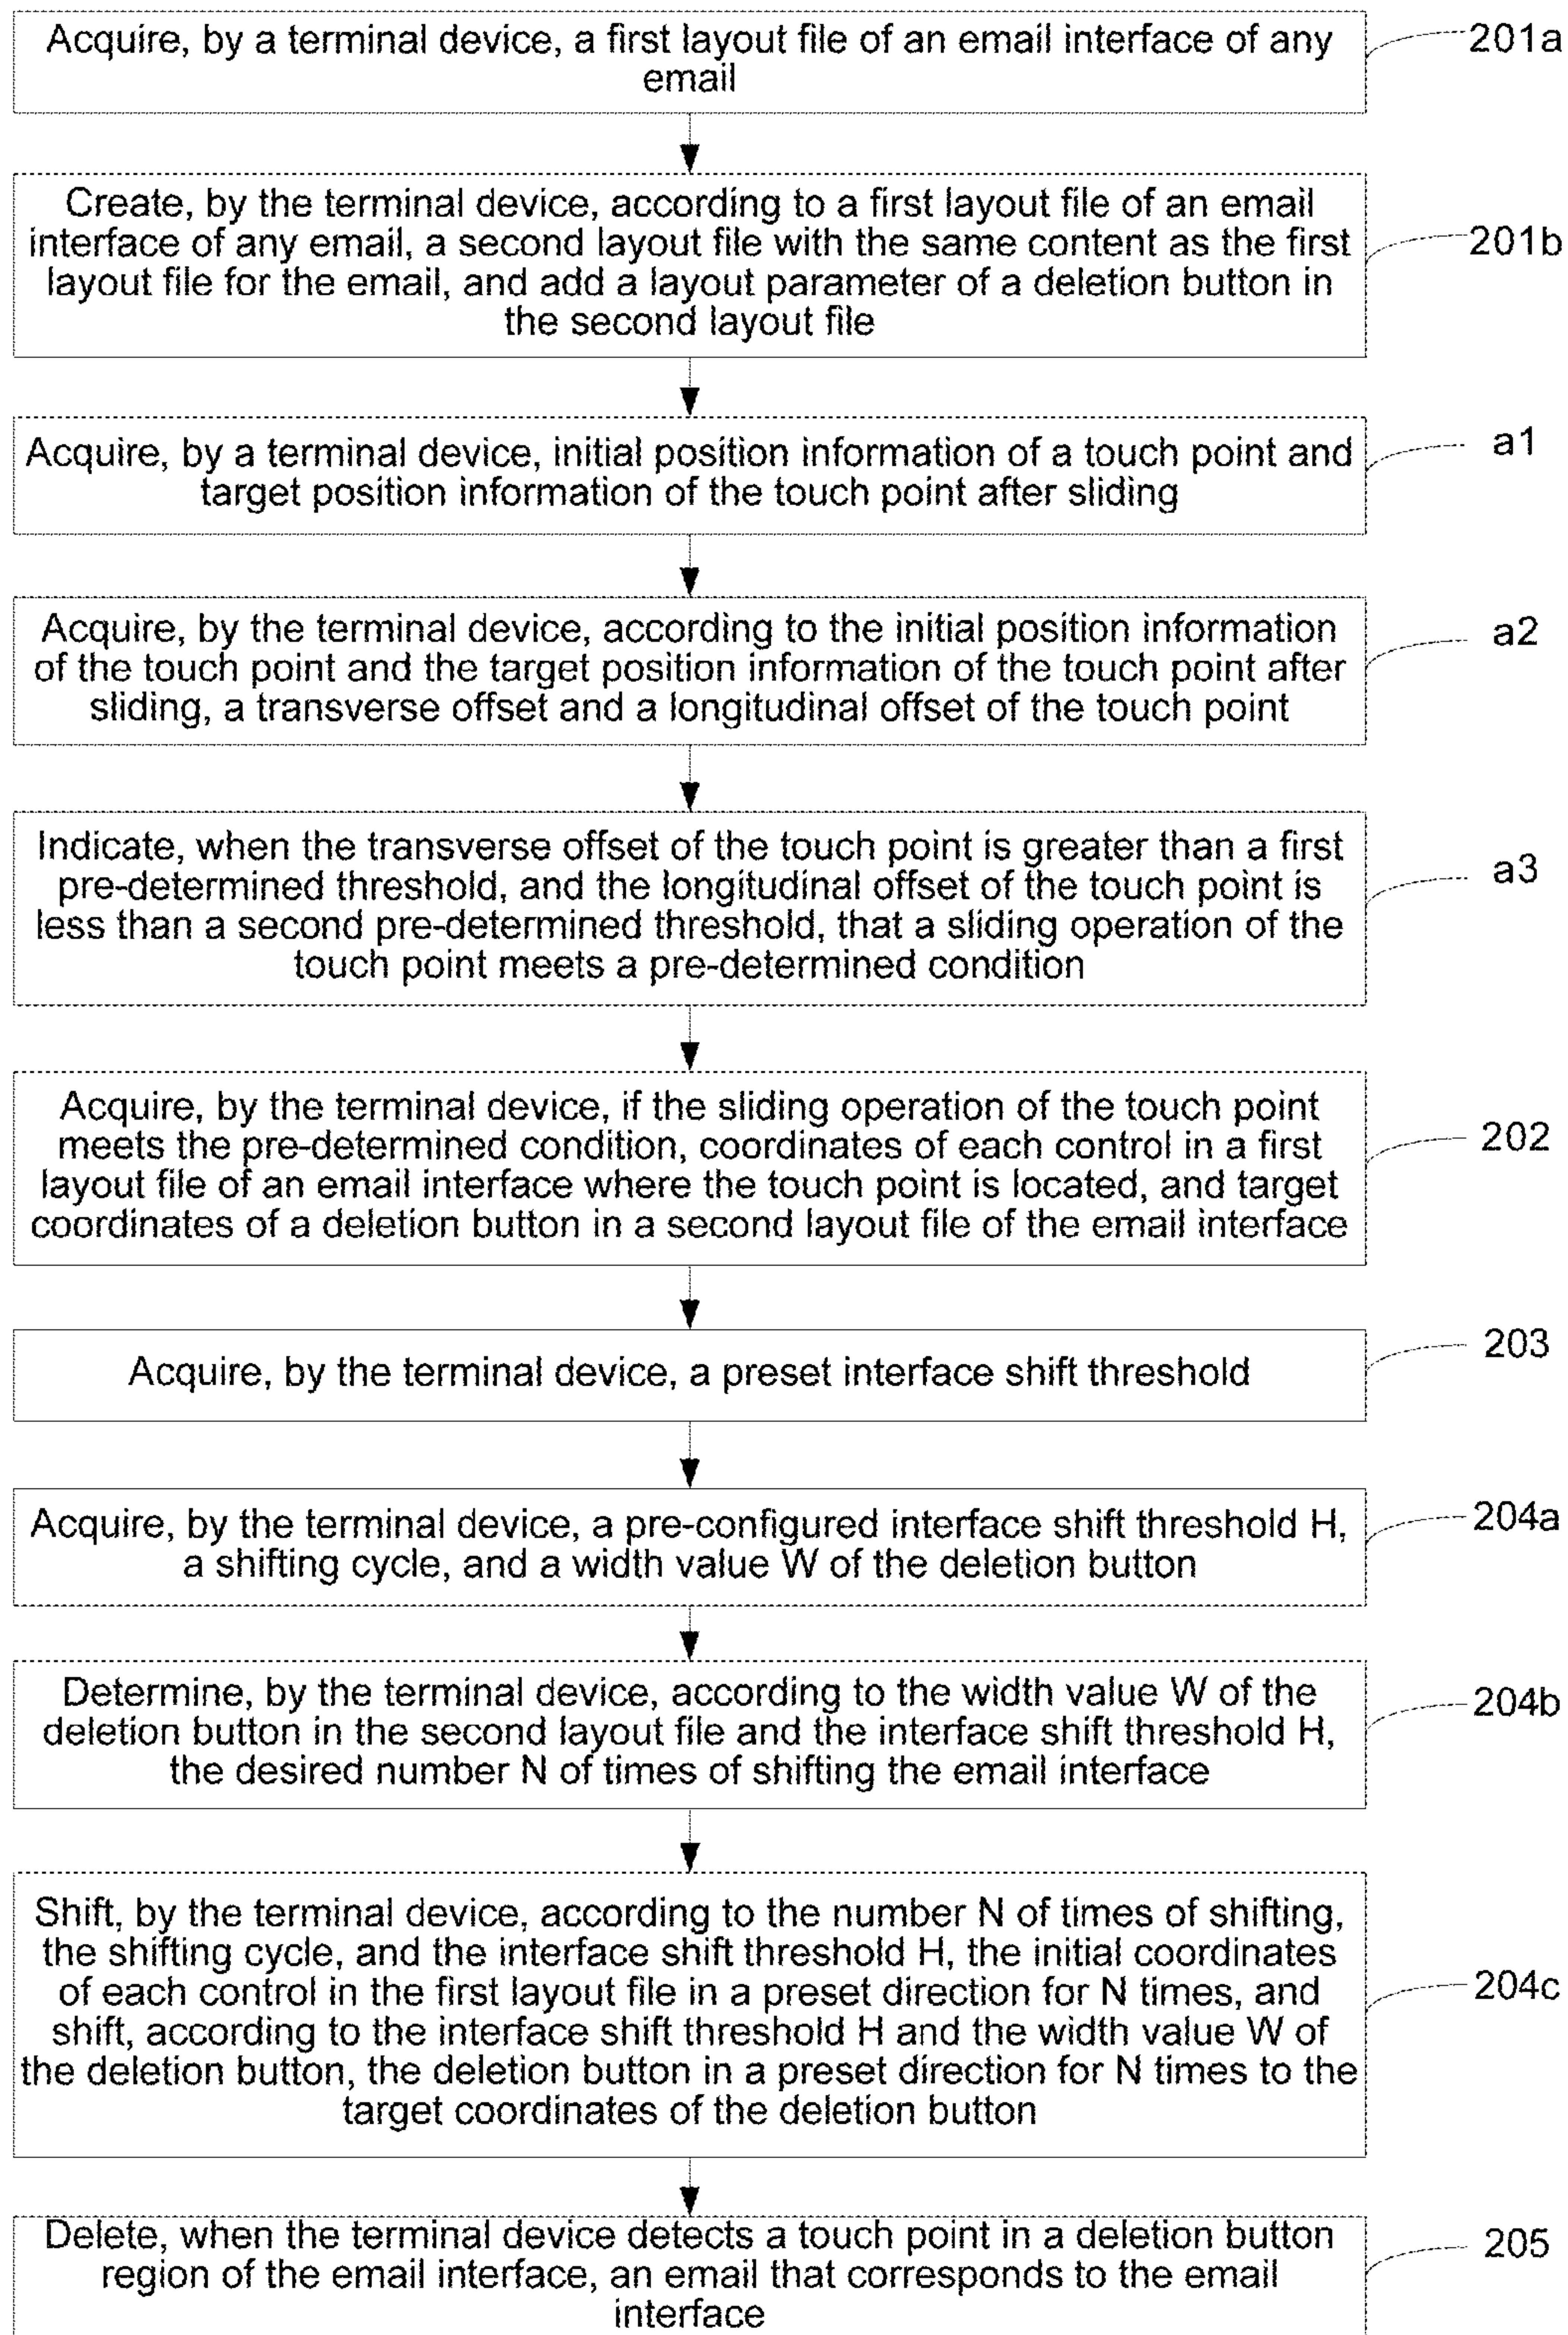 Acquire, by a terminal device, a first layout file of an email interface of any
email
201a
Create, by the terminal device, according to a first layout file of an email
interface of any email, a second layout file with the same content as the first
layout file for the email, and add a layout parameter of a deletion button in
the second layout file
201b
Acquire, by a terminal device, initial position information of a touch point and
target position information of the touch point after sliding
a1
Acquire, by the terminal device, according to the initial position information
of the touch point and the target position information of the touch point after
sliding, a transverse offset and a longitudinal offset of the touch point
a2
Indicate, when the transverse offset of the touch point is greater than a first
pre-determined threshold, and the longitudinal offset of the touch point is
less than a second pre-determined threshold, that a sliding operation of the
touch point meets a pre-determined condition
a3
Acquire, by the terminal device, if the sliding operation of the touch point
meets the pre-determined condition, coordinates of each control in a first
layout file of an email interface where the touch point is located, and target
coordinates of a deletion button in a second layout file of the email interface
202
Acquire, by the terminal device, a preset interface shift threshold
203
Acquire, by the terminal device, a pre-configured interface shift threshold H,
a shifting cycle, and a width value W of the deletion button
204a
Determine, by the terminal device, according to the width value W of the
deletion button in the second layout file and the interface shift threshold H,
the desired number N of times of shifting the email interface
204b
Shift, by the terminal device, according to the number N of times of shifting,
the shifting cycle, and the interface shift threshold H, the initial coordinates
of each control in the first layout file in a preset direction for N times, and
shift, according to the interface shift threshold H and the width value W of
the deletion button, the deletion button in a preset direction for N times to the
target coordinates of the deletion button
204c
Delete, when the terminal device detects a touch point in a deletion button
region of the email interface, an email that corresponds to the email
interface
205